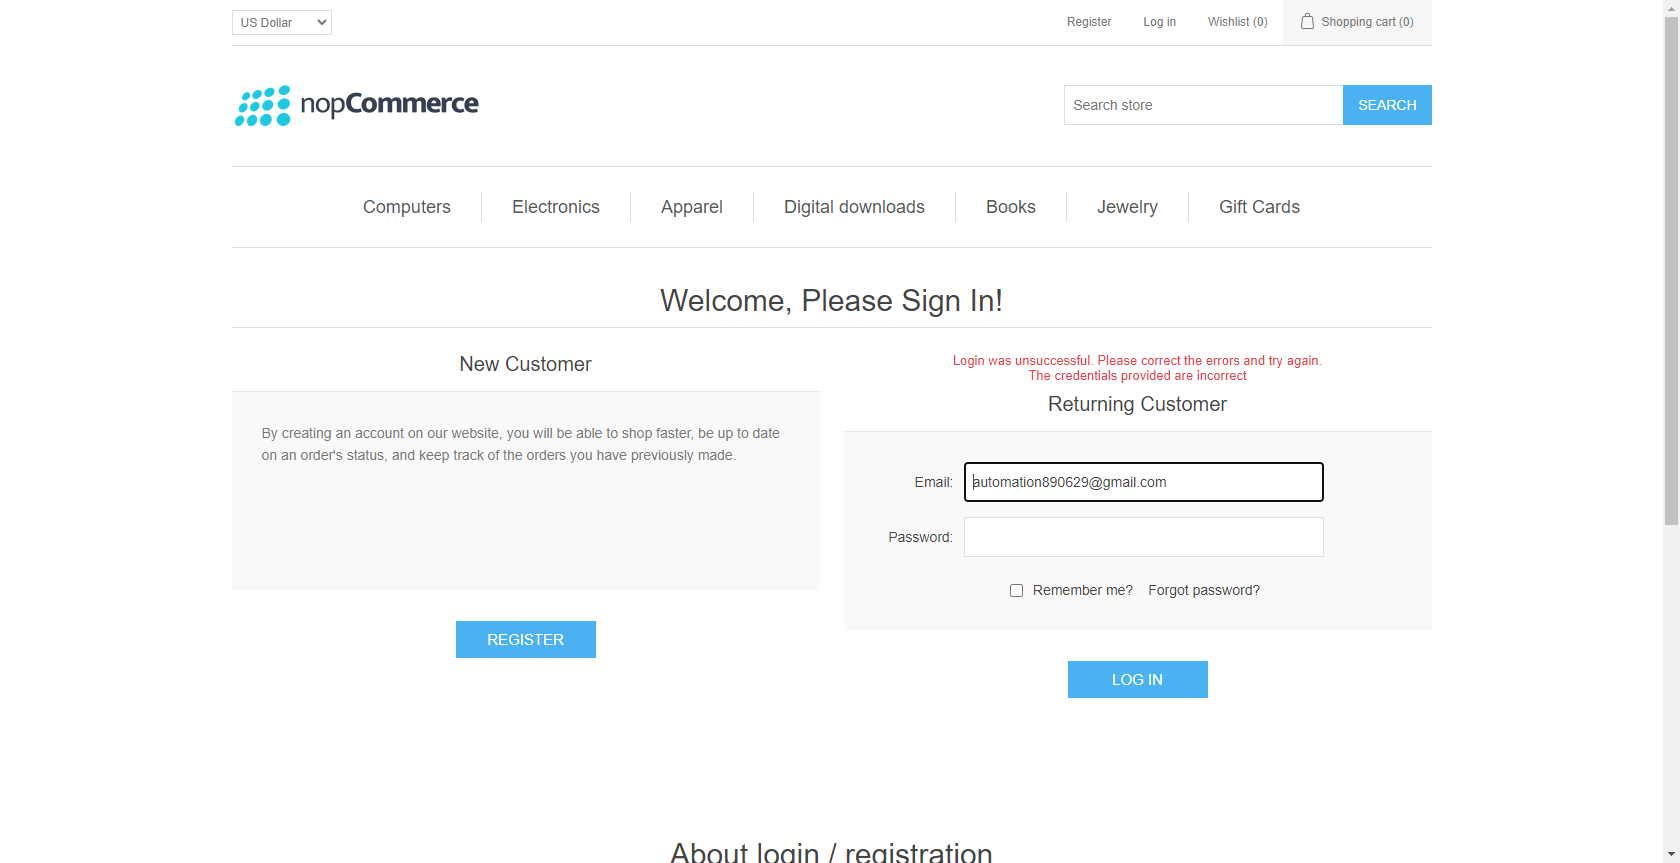 US Dollar
Register
Log in
Wishlist (0)
Shopping cart (0)
nopCommerce
Search store
SEARCH
Computers
Electronics
Apparel
Digital downloads
Books
Jewelry
Gift Cards
Welcome, Please Sign In!
New Customer
By creating an account on our website, you will be able to shop faster, be up to date
on an order's status, and keep track of the orders you have previously made.
REGISTER
Login was unsuccessful. Please correct the errors and try again.
The credentials provided are incorrect
Returning Customer
Email:
automation890629@gmail.com
Password:
Remember me?
Forgot password?
LOG IN
About login / registration